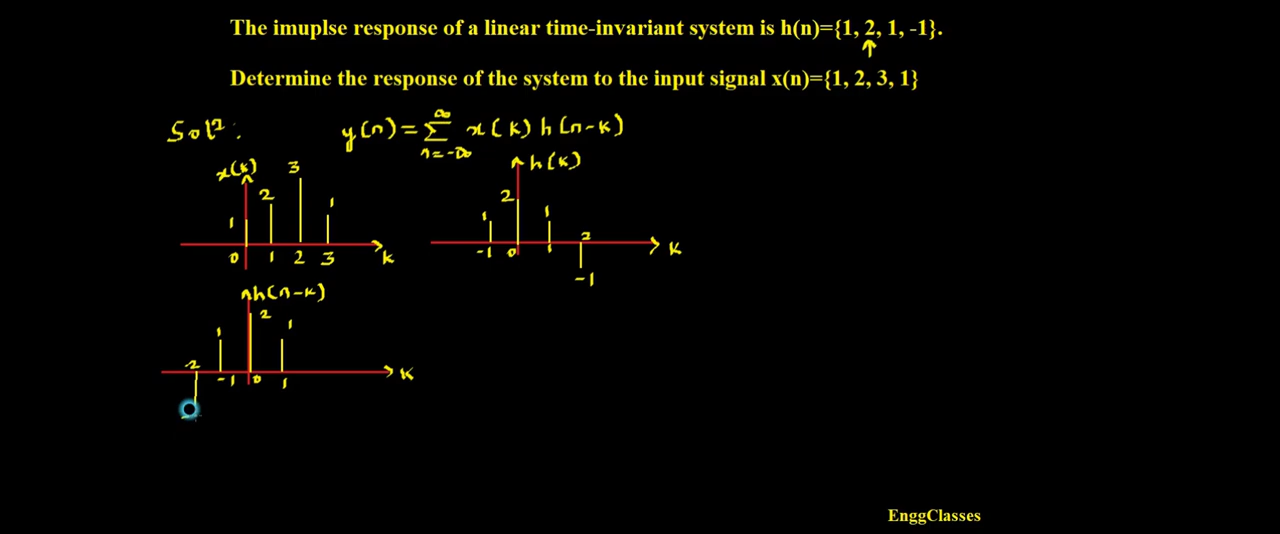 The imuplse response of a linear time-invariant system is h(n)={1, 2, 1, -1}.
↑
Determine the response of the system to the input signal x(n)={1, 2, 3, 1}
Solⁿ: y(n) = ∑ x(k) h(n-k)
∞
n=-∞
x(k)
1 2 3 1
0 1 2 3 k
h(k)
1 2 1
-1 0 1 2 k
-1
h(n-k)
1 2 1
-2 -1 0 1 k
EnggClasses